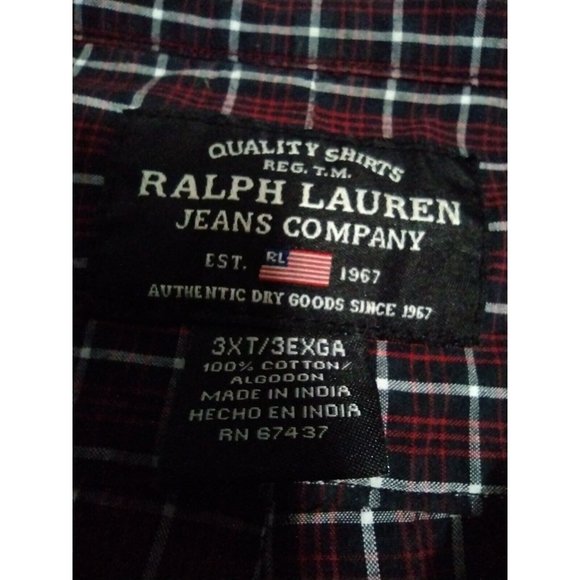 QUALITY SHIRTS
REG. T.M.
RALPH LAUREN
JEANS COMPANY
EST. RL 1967
AUTHENTIC DRY GOODS SINCE 1967
3XT/3EXGA
100% COTTON/
ALGODON
MADE IN INDIA
HECHO EN INDIA
RN 67437